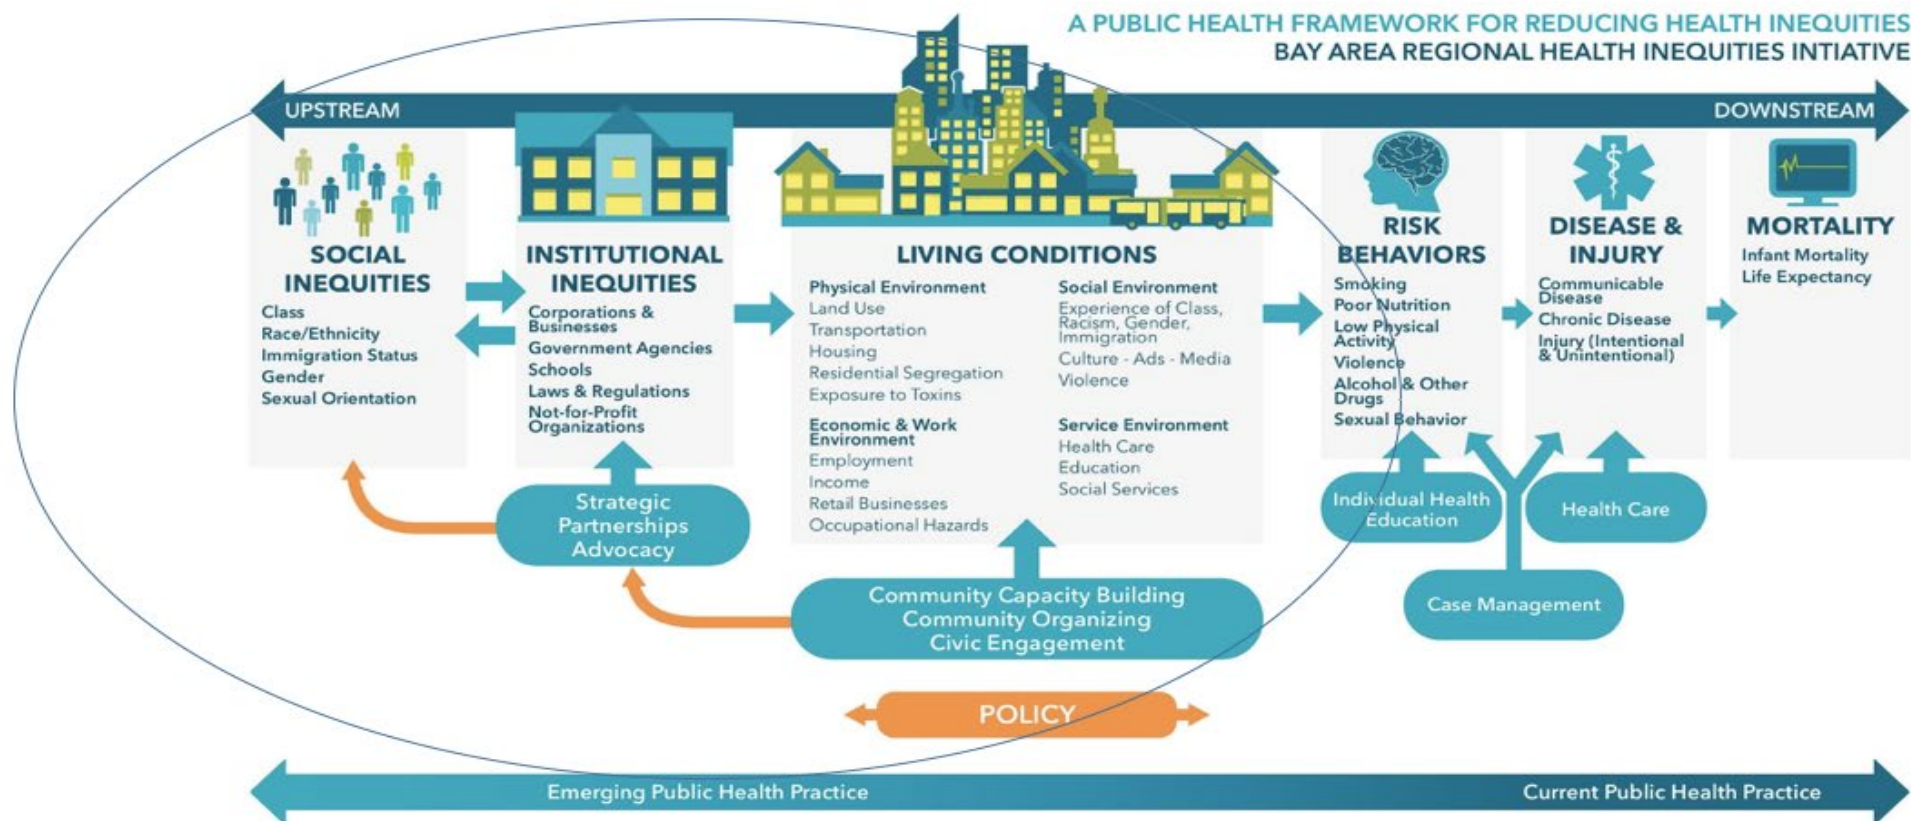 A PUBLIC HEALTH FRAMEWORK FOR REDUCING HEALTH INEQUITIES
BAY AREA REGIONAL HEALTH INEQUITIES INTIATIVE
UPSTREAM
DOWNSTREAM
SOCIAL
INEQUITIES
Class
Race/Ethnicity
Immigration Status
Gender
Sexual Orientation
INSTITUTIONAL
INEQUITIES
Corporations &
Businesses
Government Agencies
Schools
Laws & Regulations
Not-for-Profit
Organizations
LIVING CONDITIONS
Physical Environment
Land Use
Transportation
Housing
Residential Segregation
Exposure to Toxins
Economic & Work
Environment
Employment
Income
Retail Businesses
Occupational Hazards
Social Environment
Experience of Class,
Racism, Gender,
Immigration
Culture - Ads - Media
Violence
Service Environment
Health Care
Education
Social Services
RISK
BEHAVIORS
Smoking
Poor Nutrition
Low Physical
Activity
Violence
Alcohol & Other
Drugs
Sexual Behavior
DISEASE &
INJURY
Communicable
Disease
Chronic Disease
Injury (Intentional
& Unintentional)
MORTALITY
Infant Mortality
Life Expectancy
Strategic
Partnerships
Advocacy
Individual Health
Education
Health Care
Case Management
Community Capacity Building
Community Organizing
Civic Engagement
POLICY
Emerging Public Health Practice
Current Public Health Practice